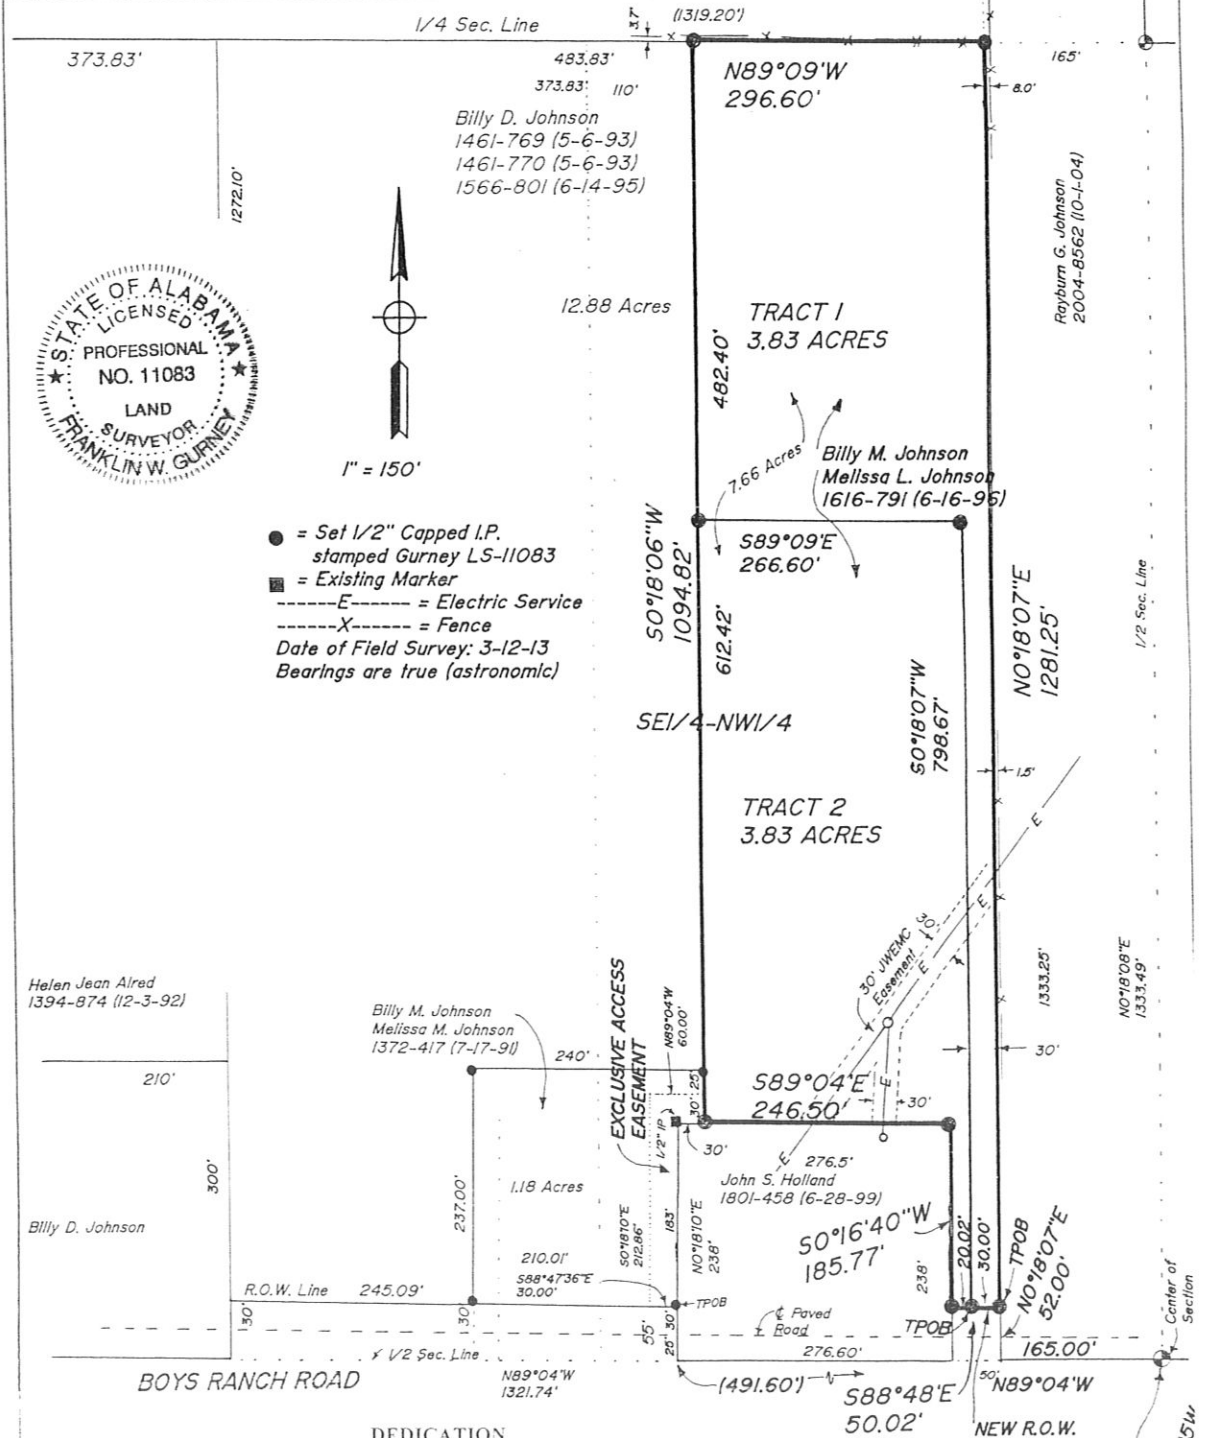 1/4 Sec. Line
3.7'
(1319.20')
373.83'
483.83'
373.83'
110'
N89°09'W
296.60'
165'
8.0'
Billy D. Johnson
1461-769 (5-6-93)
1461-770 (5-6-93)
1566-801 (6-14-95)
1272.10'
Rayburn G. Johnson
2004-8562 (10-1-04)
STATE OF ALABAMA
LICENSED
PROFESSIONAL
NO. 11083
LAND
SURVEYOR
FRANKLIN W. GURNEY
12.88 Acres
TRACT 1
3.83 ACRES
482.40'
1" = 150'
7.66 Acres
Billy M. Johnson
Melissa L. Johnson
1616-791 (6-16-96)
● = Set 1/2" Capped I.P.
stamped Gurney LS-11083
■ = Existing Marker
------E------ = Electric Service
------X------ = Fence
Date of Field Survey: 3-12-13
Bearings are true (astronomic)
S89°09'E
266.60'
S0°18'06"W
1094.82'
612.42'
N0°18'07"E
1281.25'
1/2 Sec. Line
S0°18'07"W
798.67'
SE1/4-NW1/4
1.5'
TRACT 2
3.83 ACRES
E
E
30'
30' JWEMC
Easement
E
1333.25'
N0°18'08"E
1333.49'
Helen Jean Alred
1394-874 (12-3-92)
Billy M. Johnson
Melissa M. Johnson
1372-417 (7-17-91)
EXCLUSIVE ACCESS
EASEMENT
N89°04'W
60.00'
30'
210'
240'
25'
S89°04'E
246.50'
E
30'
30'
1/2" IP
30'
E
276.5'
John S. Holland
1801-458 (6-28-99)
300'
237.00'
1.18 Acres
S0°18'10"E
212.86'
183'
N0°18'10"E
238'
S0°16'40"W
185.77'
238'
20.02'
30.00'
TPOB
N0°18'07"E
52.00'
Billy D. Johnson
210.01'
S88°47'36"E
30.00'
R.O.W. Line
245.09'
TPOB
30'
30'
55'
25'
30'
℄ Paved
Road
TPOB
Center of
Section
1/2 Sec. Line
276.60'
165.00'
BOYS RANCH ROAD
N89°04'W
1321.74'
(491.60')
50'
N89°04'W
S88°48'E
50.02'
NEW R.O.W.
DEDICATION